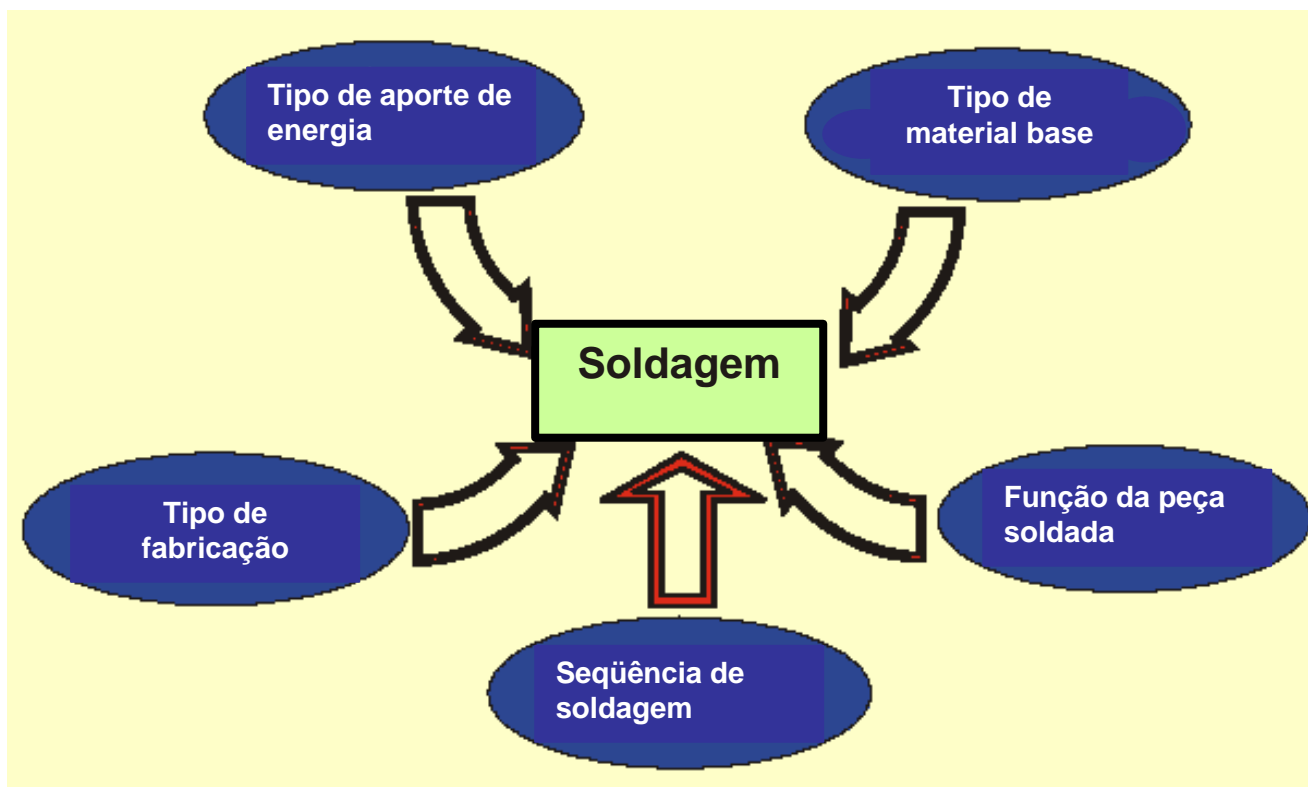 Tipo de aporte de
energia
Tipo de
material base
Soldagem
Tipo de
fabricação
Função da peça
soldada
Seqüência de
soldagem